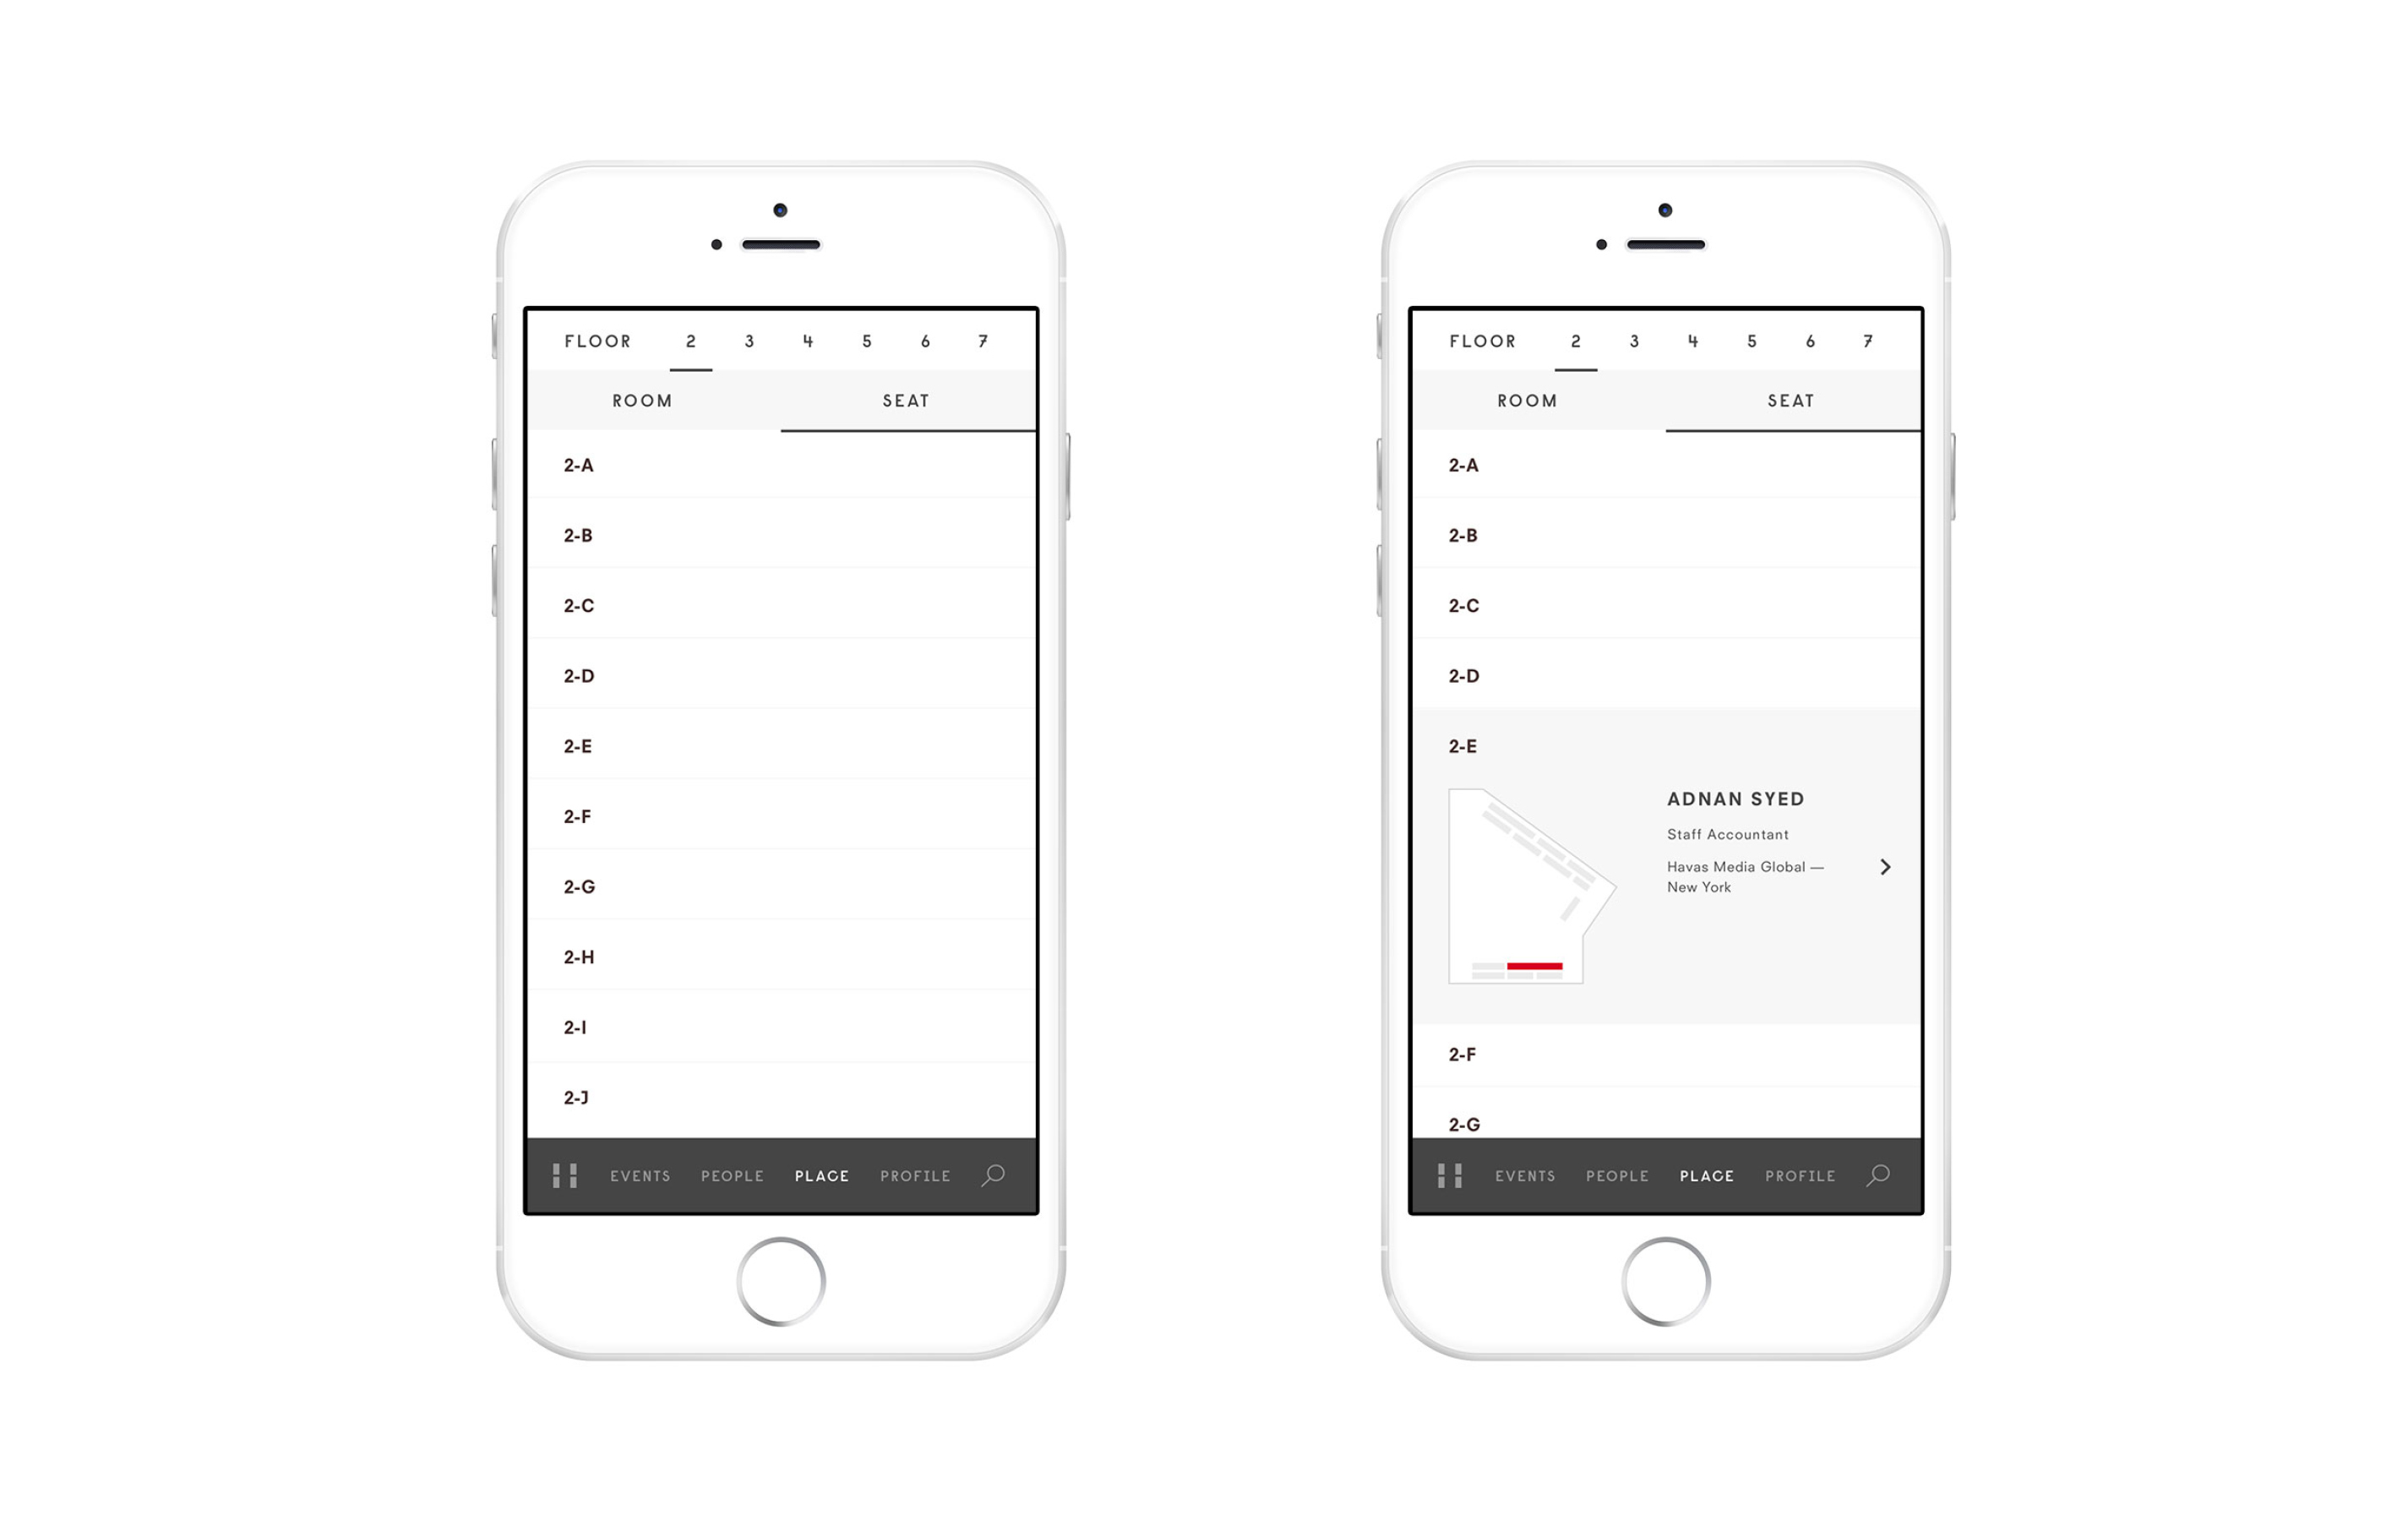 FLOOR 2 3 4 5 6 7
ROOM SEAT
2-A
2-B
2-C
2-D
2-E
2-F
2-G
2-H
2-I
2-J
EVENTS PEOPLE PLACE PROFILE
FLOOR 2 3 4 5 6 7
ROOM SEAT
2-A
2-B
2-C
2-D
2-E
ADNAN SYED
Staff Accountant
Havas Media Global —
New York
2-F
2-G
EVENTS PEOPLE PLACE PROFILE